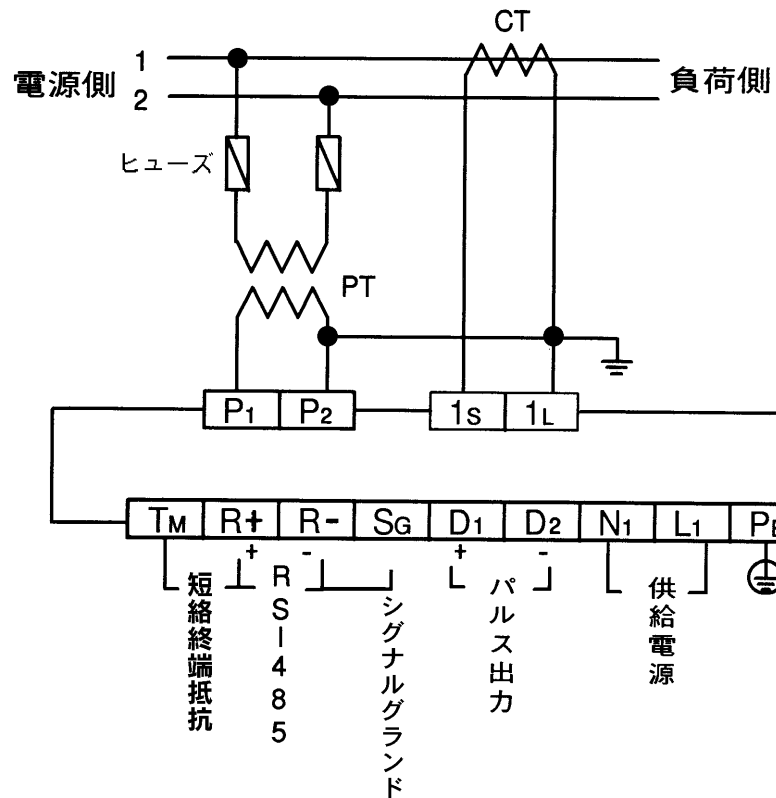 CT
1
電源側
2
負荷側
ヒューズ
PT
P1 P2 1S 1L
TM R+ R- SG D1 D2 N1 L1 PE
+ - + -
短絡終端抵抗
RS-485
シグナルグランド
パルス出力
供給電源